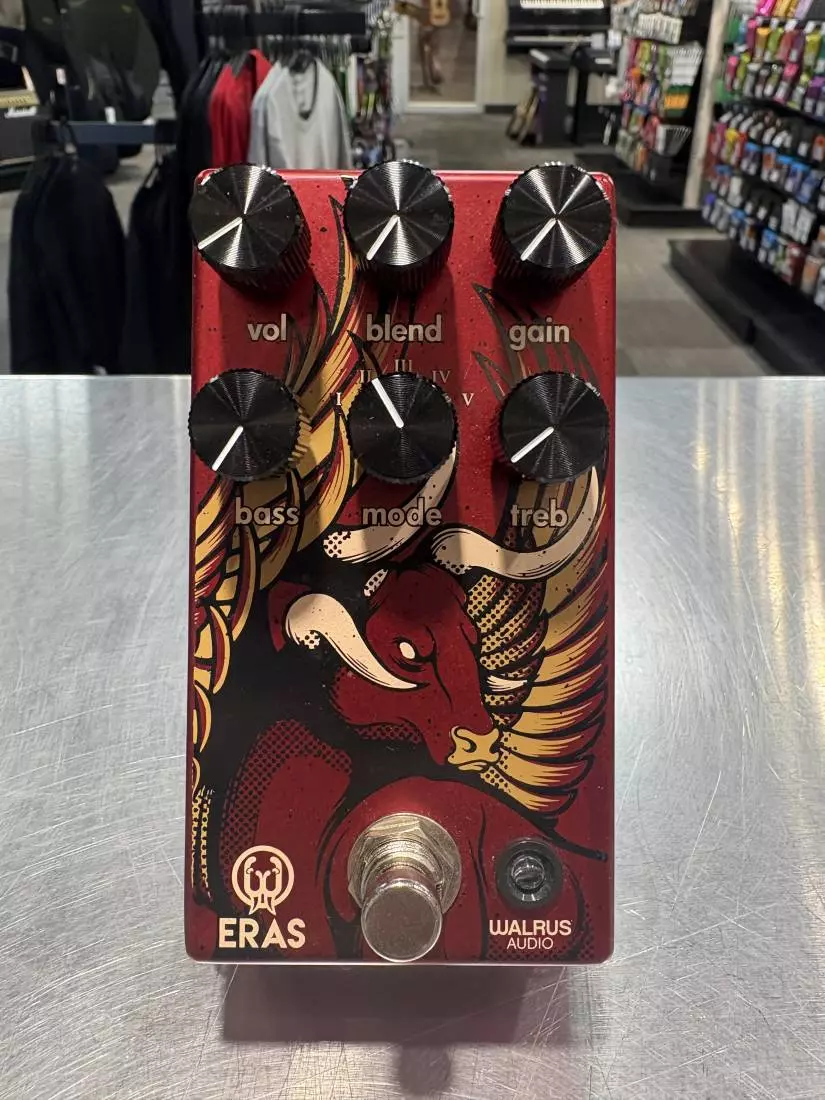 vol blend gain
I II III IV V
bass mode treb
ERAS
WALRUS
AUDIO